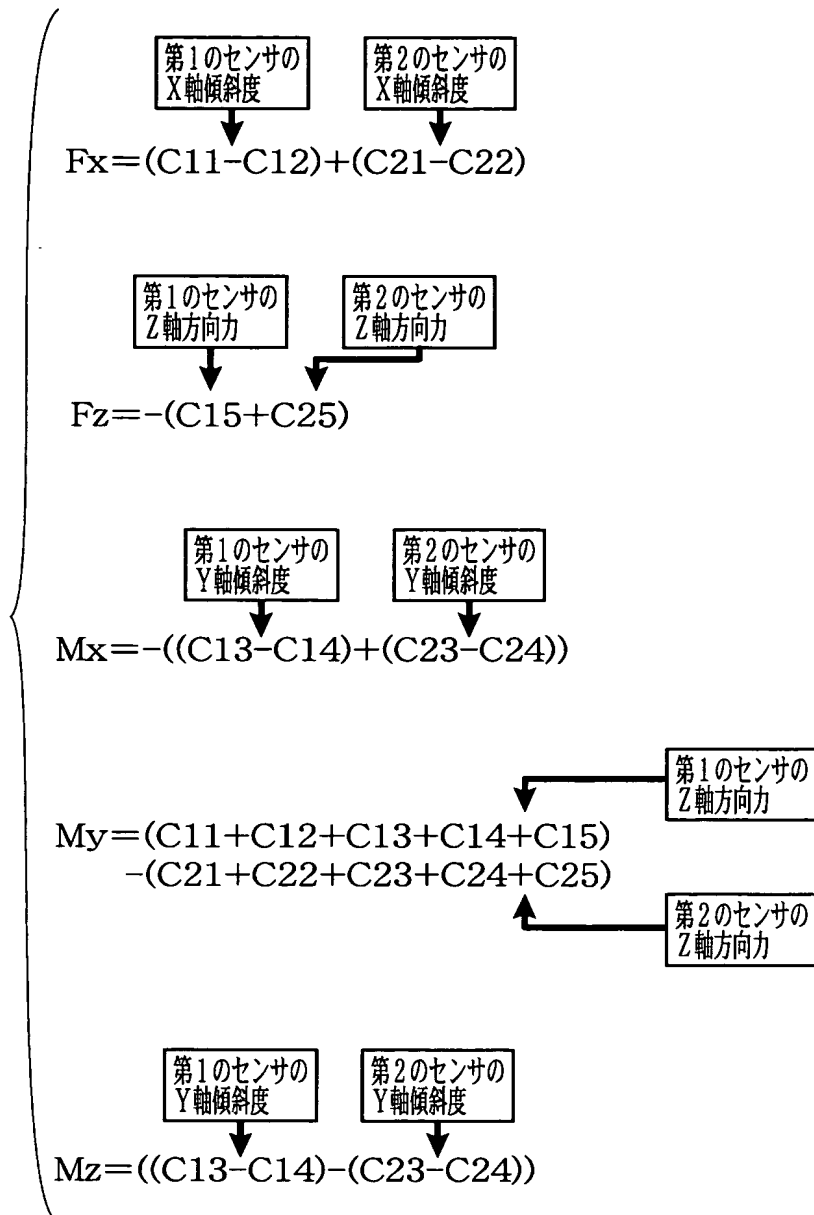 第1のセンサの
X軸傾斜度
第2のセンサの
X軸傾斜度
Fx=(C11-C12)+(C21-C22)
第1のセンサの
Z軸方向力
第2のセンサの
Z軸方向力
Fz=-(C15+C25)
第1のセンサの
Y軸傾斜度
第2のセンサの
Y軸傾斜度
Mx=-((C13-C14)+(C23-C24))
第1のセンサの
Z軸方向力
My=(C11+C12+C13+C14+C15)
-(C21+C22+C23+C24+C25)
第2のセンサの
Z軸方向力
第1のセンサの
Y軸傾斜度
第2のセンサの
Y軸傾斜度
Mz=((C13-C14)-(C23-C24))